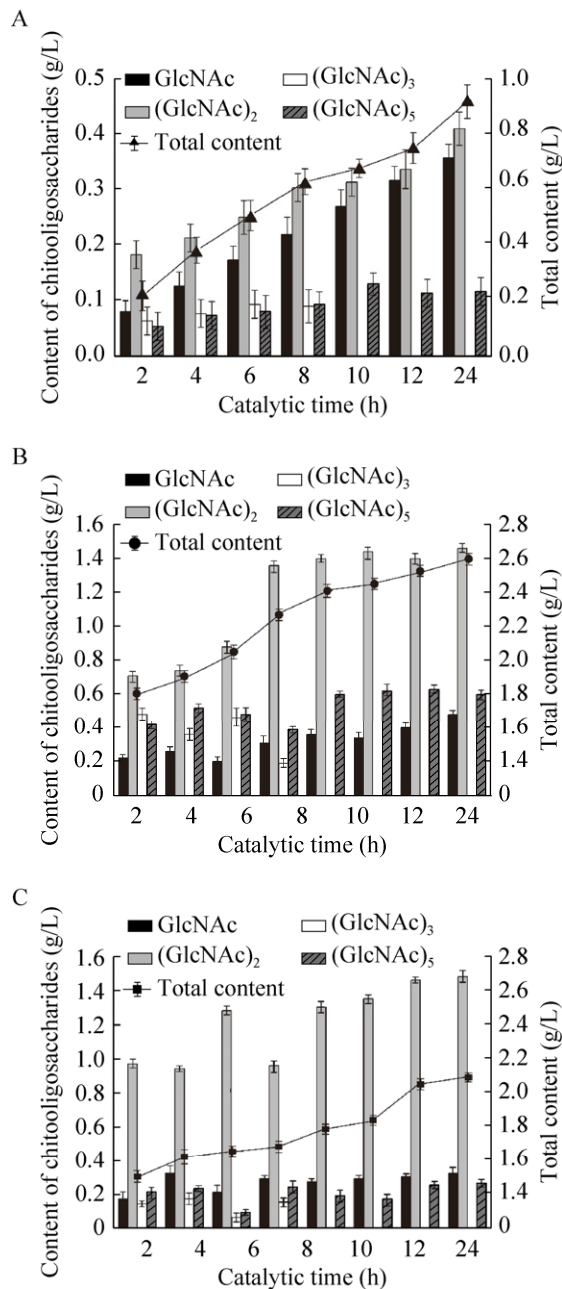 A
Content of chitooligosaccharides (g/L)
GlcNAc (GlcNAc)3
(GlcNAc)2 (GlcNAc)5
Total content
0.5 1.0
0.4 0.8
0.3 0.6
0.2 0.4
0.1 0.2
0.0 0.0
Total content (g/L)
2 4 6 8 10 12 24
Catalytic time (h)
B
Content of chitooligosaccharides (g/L)
GlcNAc (GlcNAc)3
(GlcNAc)2 (GlcNAc)5
Total content
1.6 2.8
1.4 2.6
1.2 2.4
1.0 2.2
0.8 2.0
0.6 1.8
0.4 1.6
0.2 1.4
0 0
Total content (g/L)
2 4 6 8 10 12 24
Catalytic time (h)
C
Content of chitooligosaccharides (g/L)
GlcNAc (GlcNAc)3
(GlcNAc)2 (GlcNAc)5
Total content
1.6 2.8
1.4 2.6
1.2 2.4
1.0 2.2
0.8 2.0
0.6 1.8
0.4 1.6
0.2 1.4
0 0
Total content (g/L)
2 4 6 8 10 12 24
Catalytic time (h)